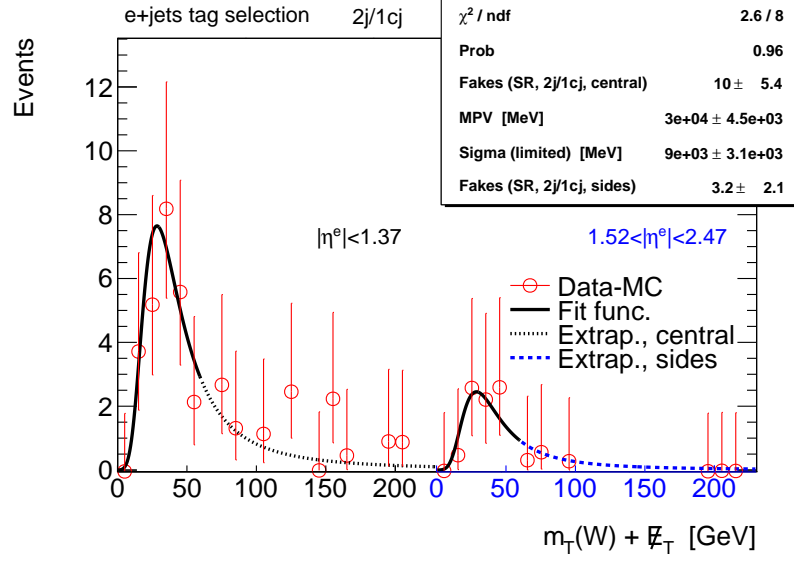 e+jets tag selection 2j/1cj
χ² / ndf 2.6 / 8
Prob 0.96
Fakes (SR, 2j/1cj, central) 10 ± 5.4
MPV [MeV] 3e+04 ± 4.5e+03
Sigma (limited) [MeV] 9e+03 ± 3.1e+03
Fakes (SR, 2j/1cj, sides) 3.2 ± 2.1
Events
12
10
8
6
4
2
0
|ηᵉ|<1.37
1.52<|ηᵉ|<2.47
Data-MC
Fit func.
Extrap., central
Extrap., sides
0 50 100 150 200 0 50 100 150 200
m_T(W) + E̸_T [GeV]